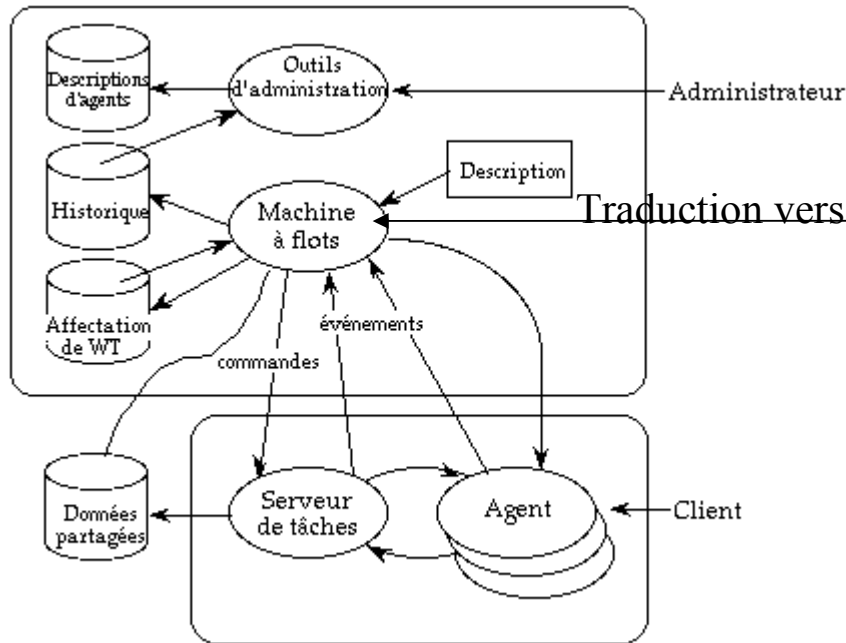 Descriptions
d'agents
Outils
d'administration
Administrateur
Historique
Machine
à flots
Description
Traduction vers
Affectation
de WT
événements
commandes
Données
partagées
Serveur
de tâches
Agent
Client